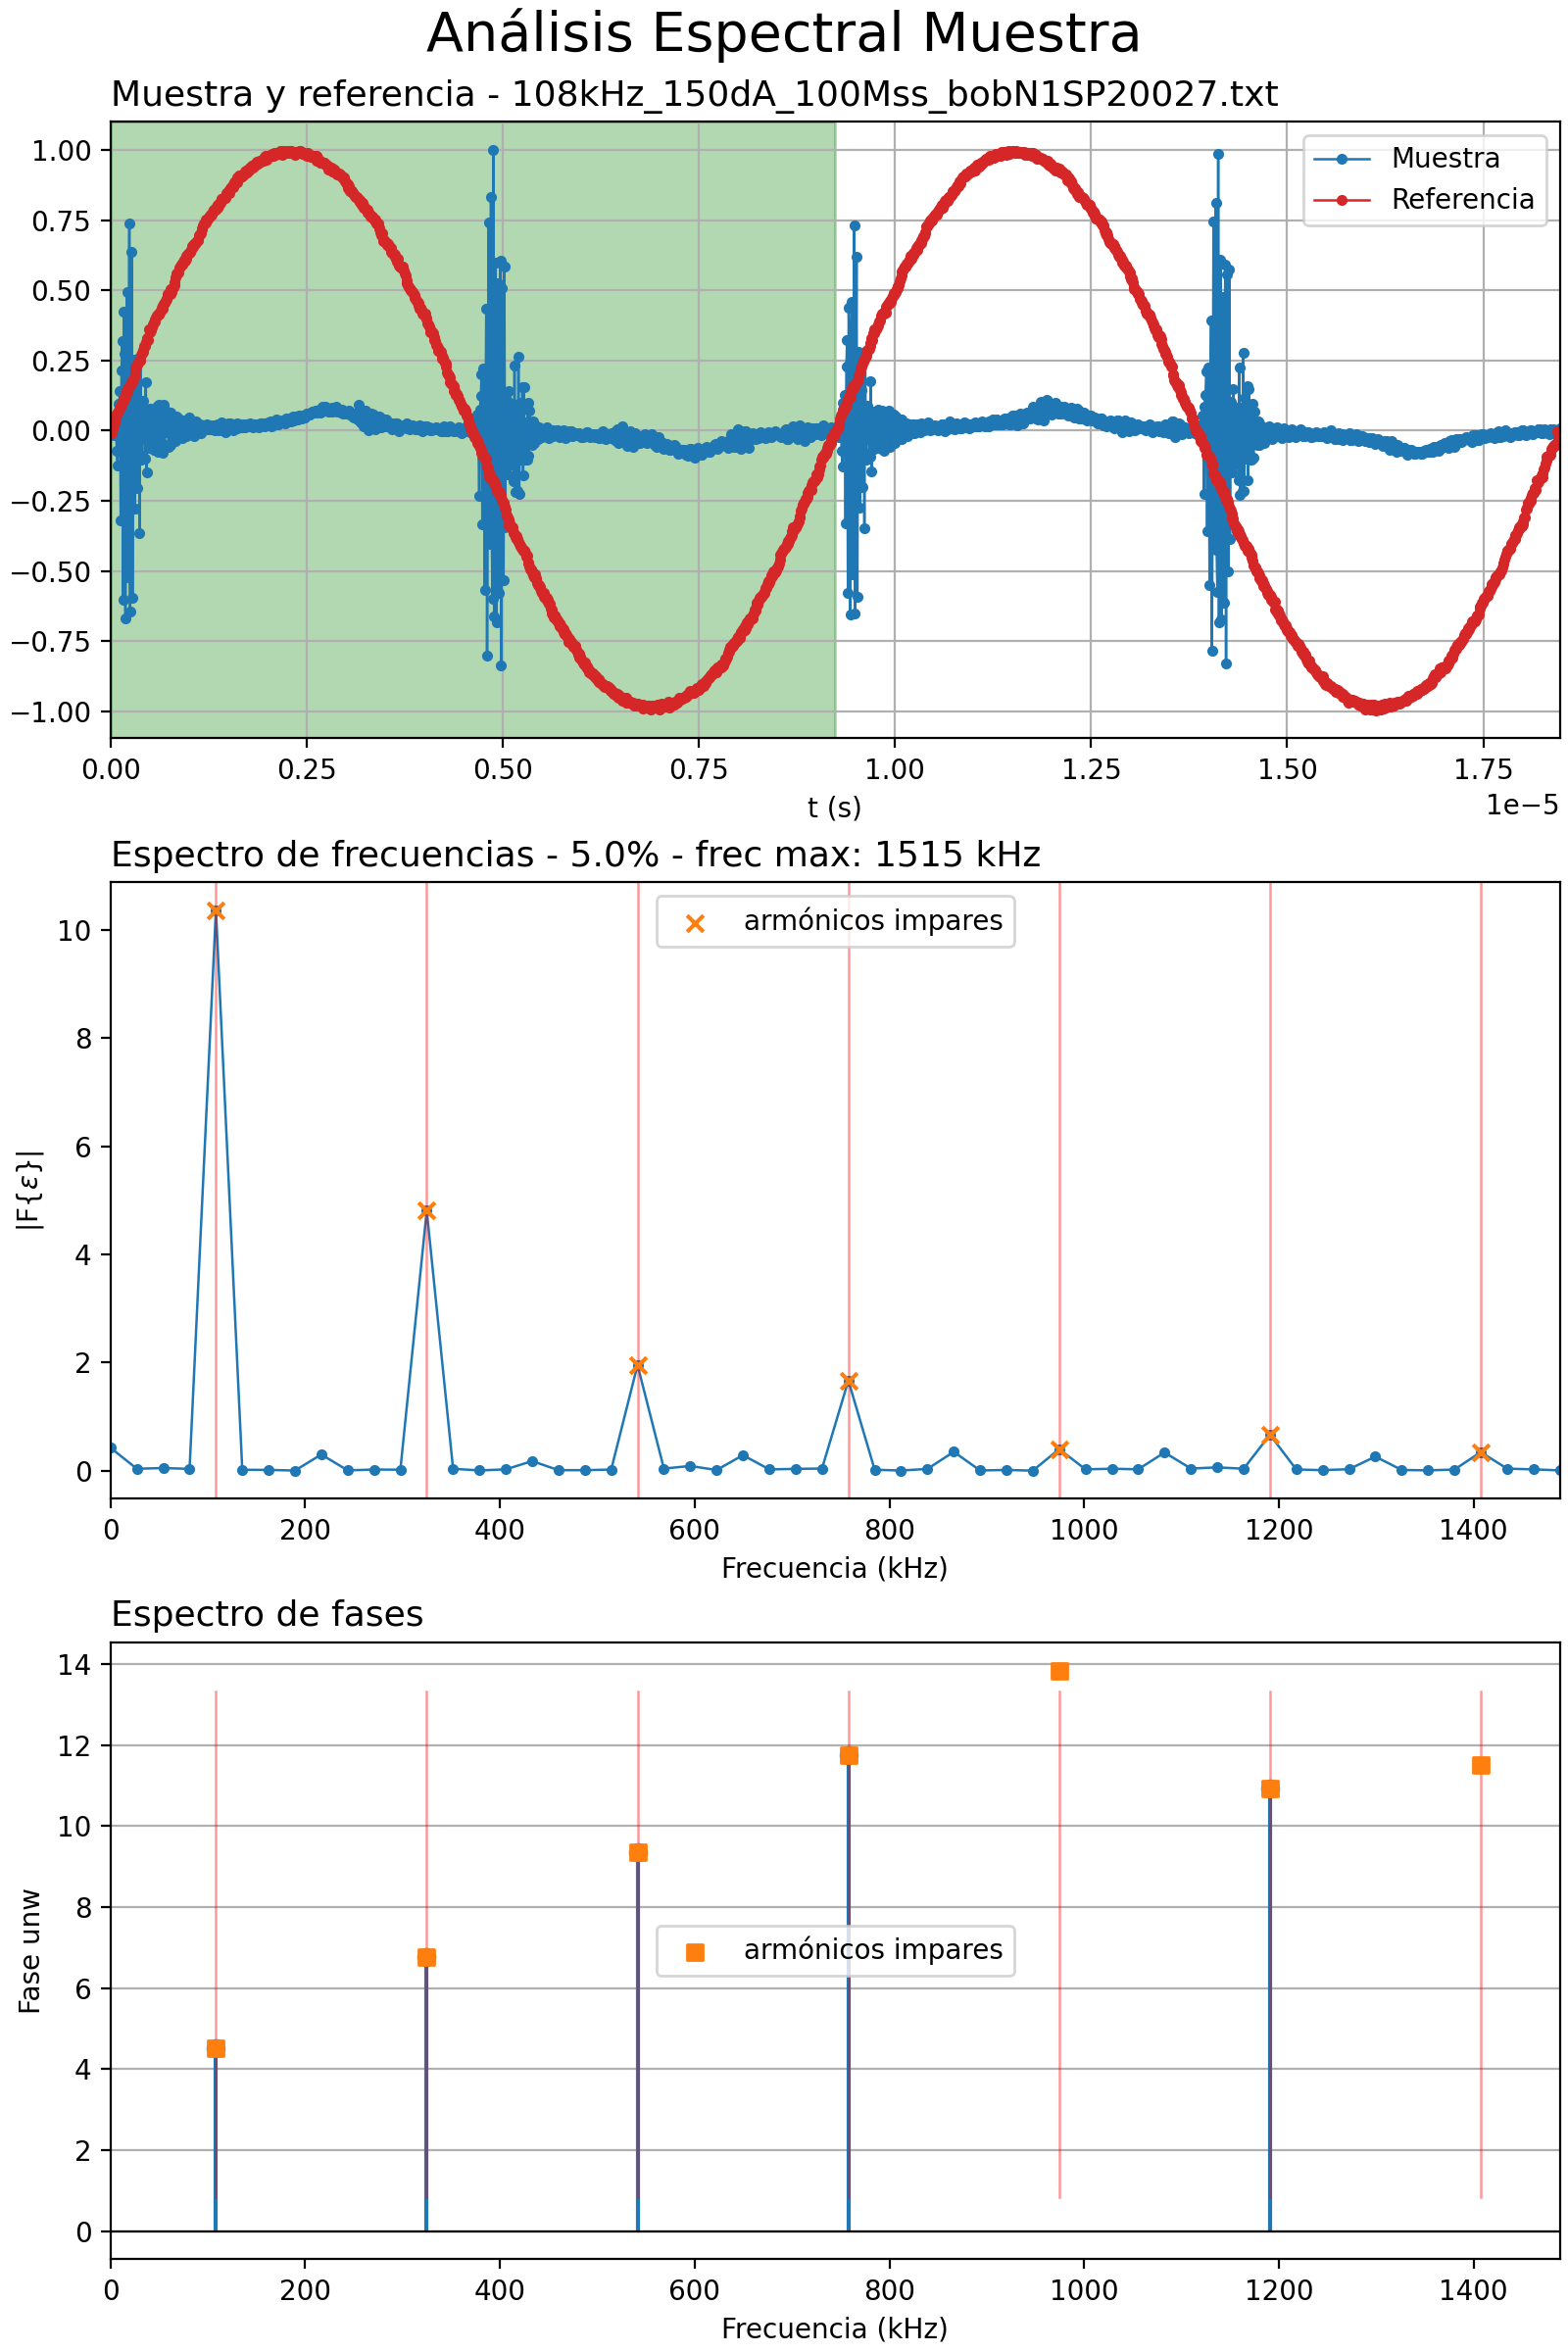 Análisis Espectral Muestra
Muestra y referencia - 108kHz_150dA_100Mss_bobN1SP20027.txt
1.00
0.75
0.50
0.25
0.00
−0.25
−0.50
−0.75
−1.00
Muestra
Referencia
0.00 0.25 0.50 0.75 1.00 1.25 1.50 1.75
1e−5
t (s)
Espectro de frecuencias - 5.0% - frec max: 1515 kHz
10
8
6
4
2
0
|F{ε}|
armónicos impares
0 200 400 600 800 1000 1200 1400
Frecuencia (kHz)
Espectro de fases
14
12
10
8
6
4
2
0
Fase unw
armónicos impares
0 200 400 600 800 1000 1200 1400
Frecuencia (kHz)